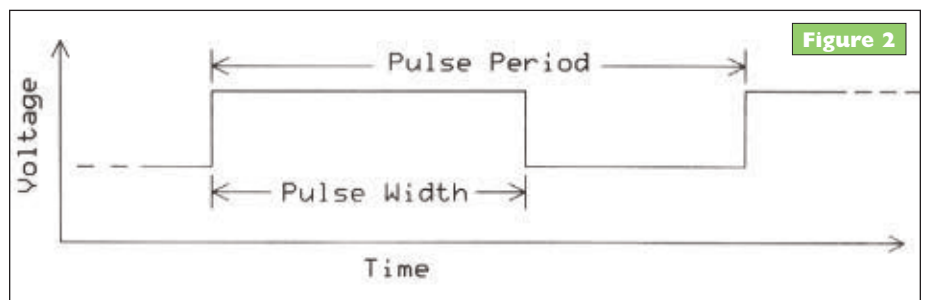 Figure 2
Pulse Period
Voltage
Pulse Width
Time